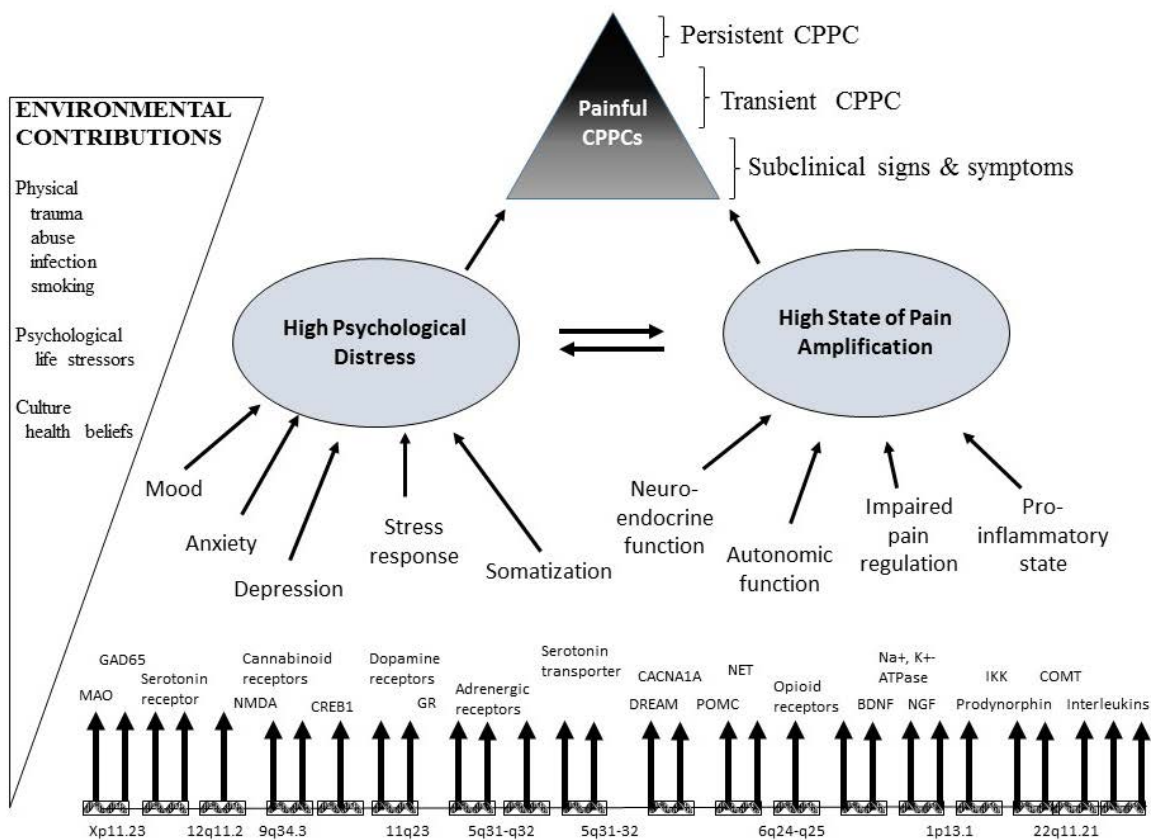 Persistent CPPC
Transient CPPC
Painful
CPPCs
Subclinical signs & symptoms
ENVIRONMENTAL
CONTRIBUTIONS
Physical
trauma
abuse
infection
smoking
Psychological
life stressors
Culture
health beliefs
High Psychological
Distress
High State of Pain
Amplification
Mood
Anxiety
Depression
Stress
response
Somatization
Neuro-
endocrine
function
Autonomic
function
Impaired
pain
regulation
Pro-
inflammatory
state
MAO
GAD65
Serotonin
receptor
Cannabinoid
receptors
NMDA
CREB1
Dopamine
receptors
GR
Adrenergic
receptors
Serotonin
transporter
CACNA1A
DREAM
POMC
NET
Opioid
receptors
Na+, K+-
ATPase
BDNF
NGF
IKK
Prodynorphin
COMT
Interleukins
Xp11.23
12q11.2
9q34.3
11q23
5q31-q32
5q31-32
6q24-q25
1p13.1
22q11.21